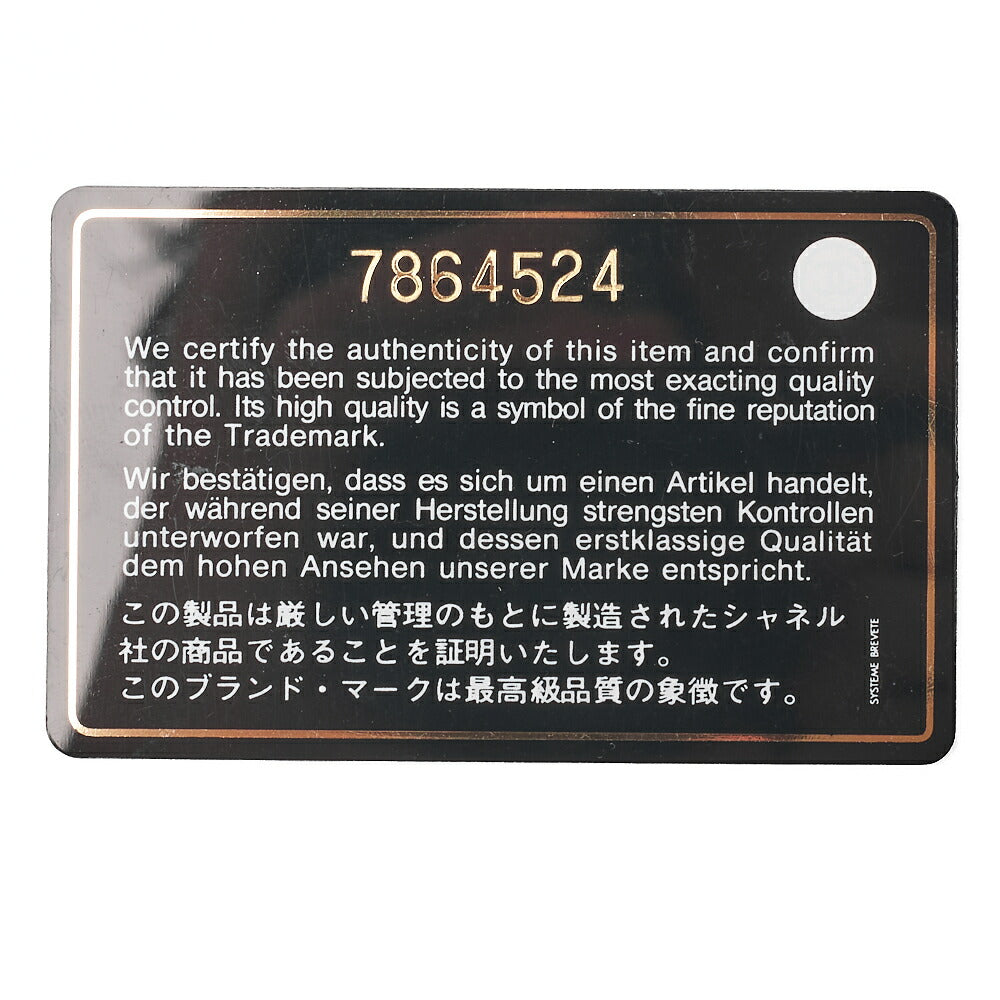 7864524
We certify the authenticity of this item and confirm
that it has been subjected to the most exacting quality
control. Its high quality is a symbol of the fine reputation
of the Trademark.
Wir bestätigen, dass es sich um einen Artikel handelt,
der während seiner Herstellung strengsten Kontrollen
unterworfen war, und dessen erstklassige Qualität
dem hohen Ansehen unserer Marke entspricht.
この製品は厳しい管理のもとに製造されたシャネル
社の商品であることを証明いたします。
このブランド・マークは最高級品質の象徴です。
SYSTEME BREVETE